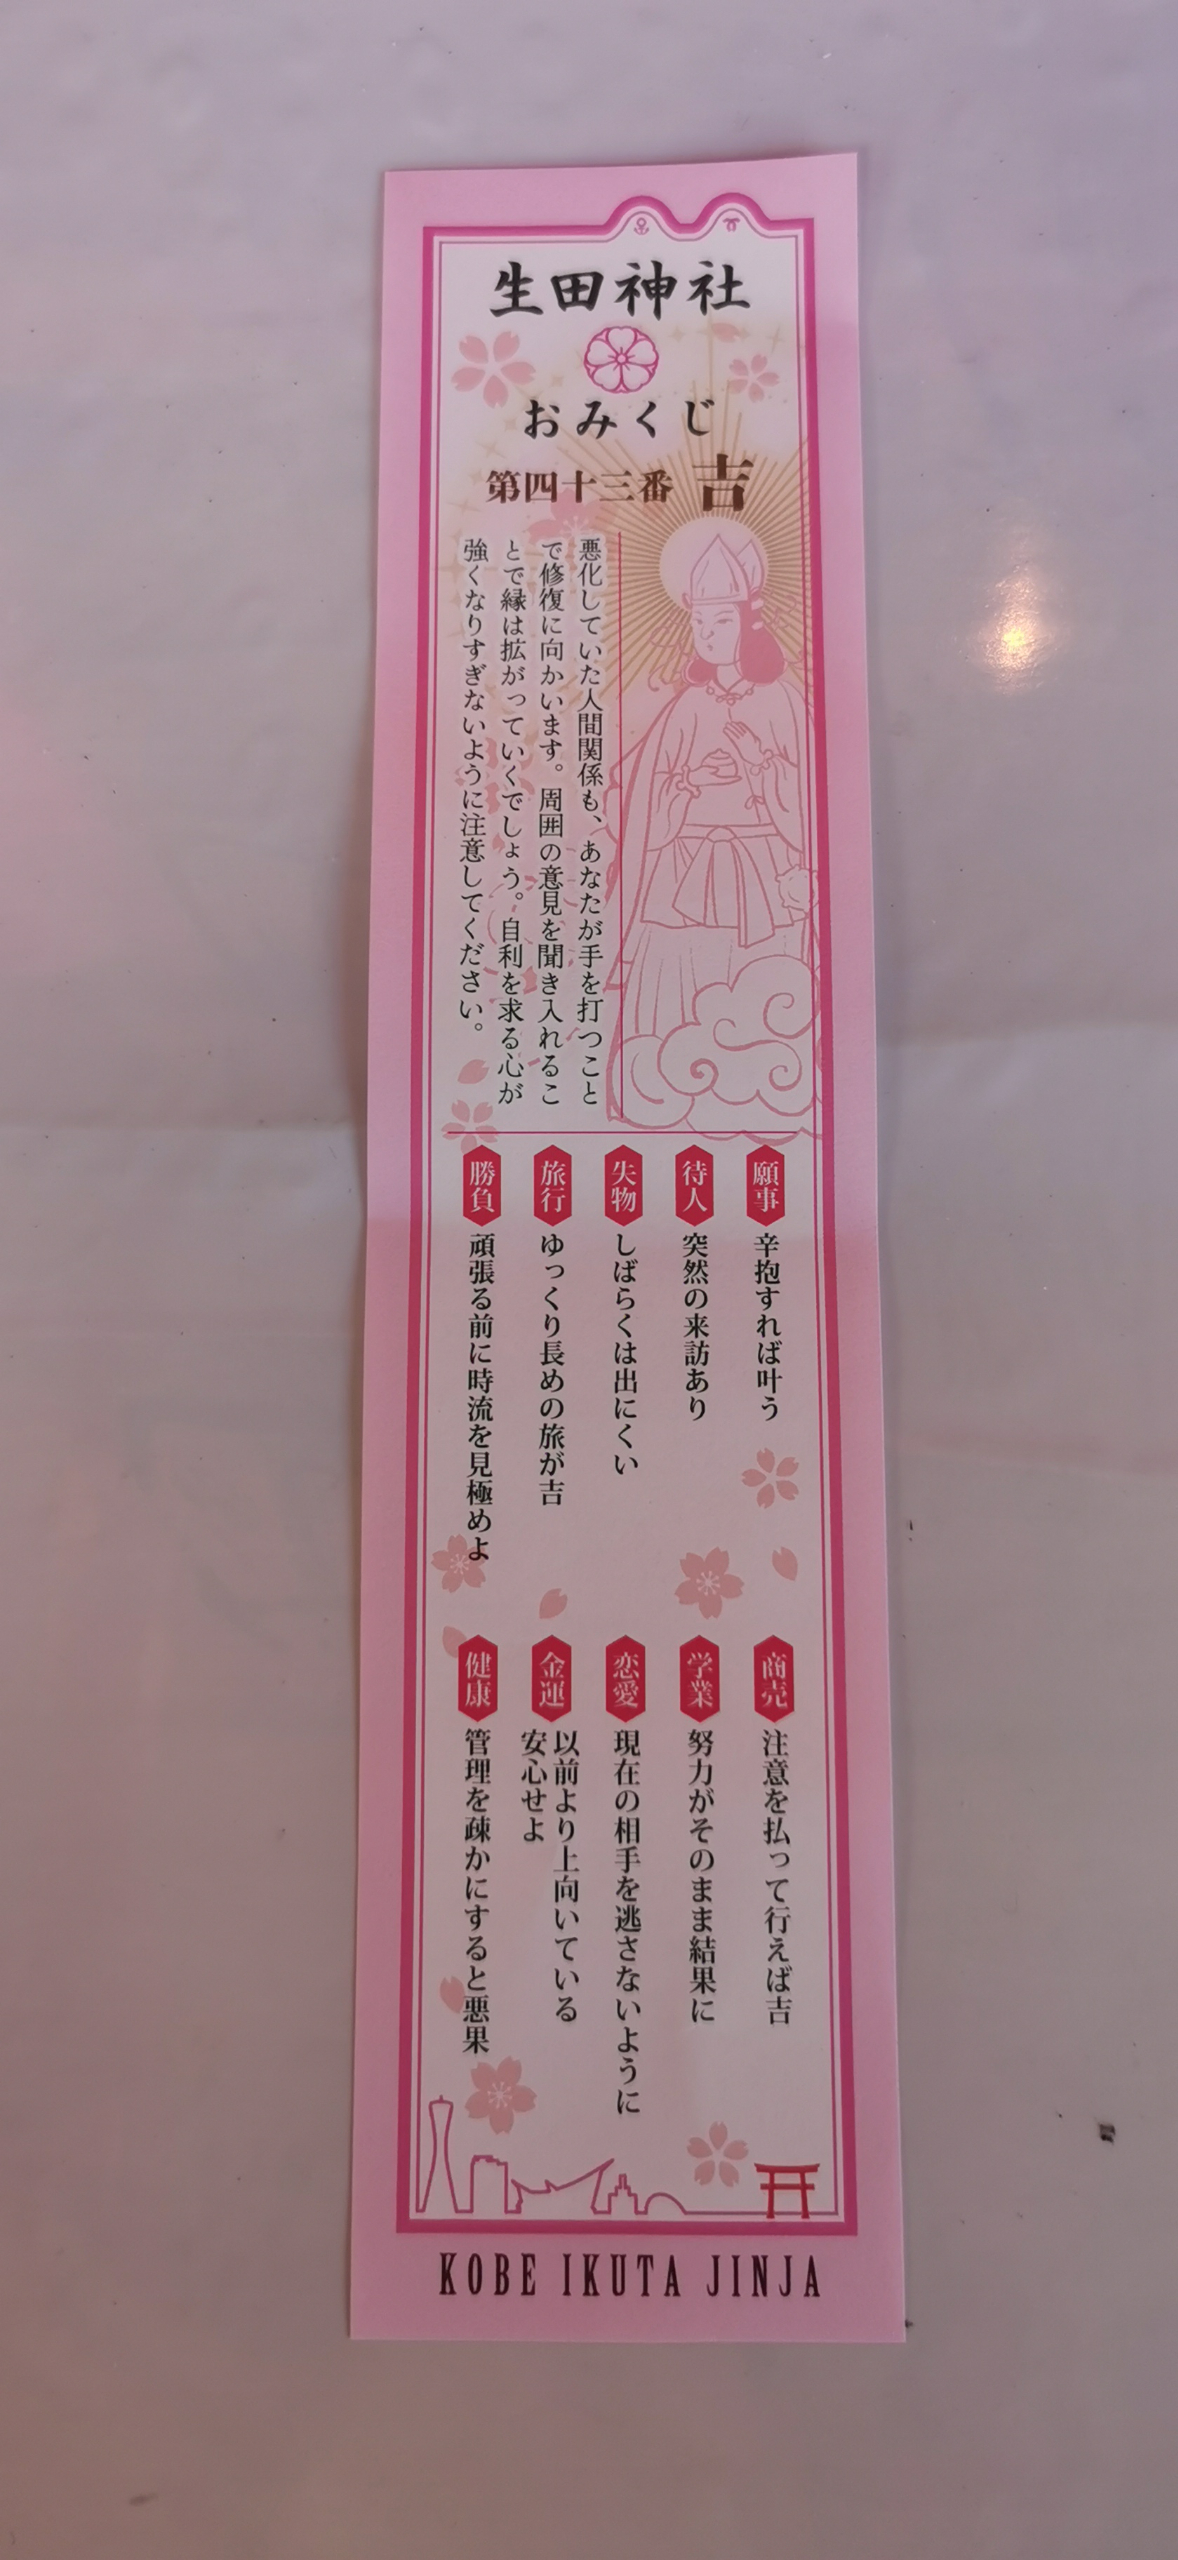 生田神社
おみくじ
第四十三番 吉
悪化していた人間関係も、あなたが手を打つこと
で修復に向かいます。周囲の意見を聞き入れるこ
とで縁は拡がっていくでしょう。自利を求る心が
強くなりすぎないように注意してください。
願事 辛抱すれば叶う
待人 突然の来訪あり
失物 しばらくは出にくい
旅行 ゆっくり長めの旅が吉
勝負 頑張る前に時流を見極めよ
商売 注意を払って行えば吉
学業 努力がそのまま結果に
恋愛 現在の相手を逃さないように
金運 以前より上向いている
安心せよ
健康 管理を疎かにすると悪果
KOBE IKUTA JINJA